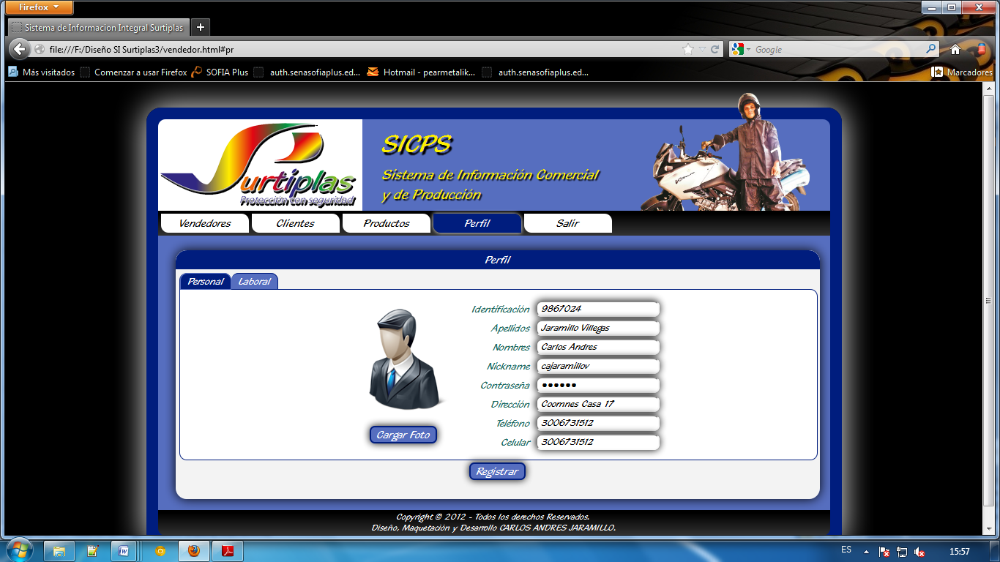 Firefox
Sistema de Informacion Integral Surtiplas
file:///F:/Diseño SI Surtiplas3/vendedor.html#pr
Google
Más visitados
Comenzar a usar Firefox
SOFIA Plus
auth.senasofiaplus.ed...
Hotmail - pearmetalik...
auth.senasofiaplus.ed...
Marcadores
Surtiplas
Protección con seguridad
SICPS
Sistema de Información Comercial
y de Producción
Vendedores
Clientes
Productos
Perfil
Salir
Perfil
Personal
Laboral
Identificación 9867024
Apellidos Jaramillo Villegas
Nombres Carlos Andres
Nickname cajaramillov
Contraseña ●●●●●●
Dirección Coomnes Casa 17
Teléfono 3006731512
Celular 3006731512
Cargar Foto
Registrar
Copyright © 2012 - Todos los derechos Reservados.
Diseño, Maquetación y Desarrollo CARLOS ANDRES JARAMILLO.
ES
15:57